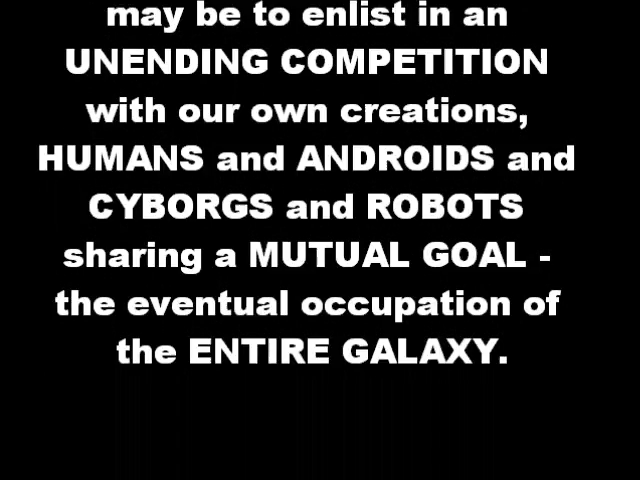 may be to enlist in an
UNENDING COMPETITION
with our own creations,
HUMANS and ANDROIDS and
CYBORGS and ROBOTS
sharing a MUTUAL GOAL -
the eventual occupation of
the ENTIRE GALAXY.